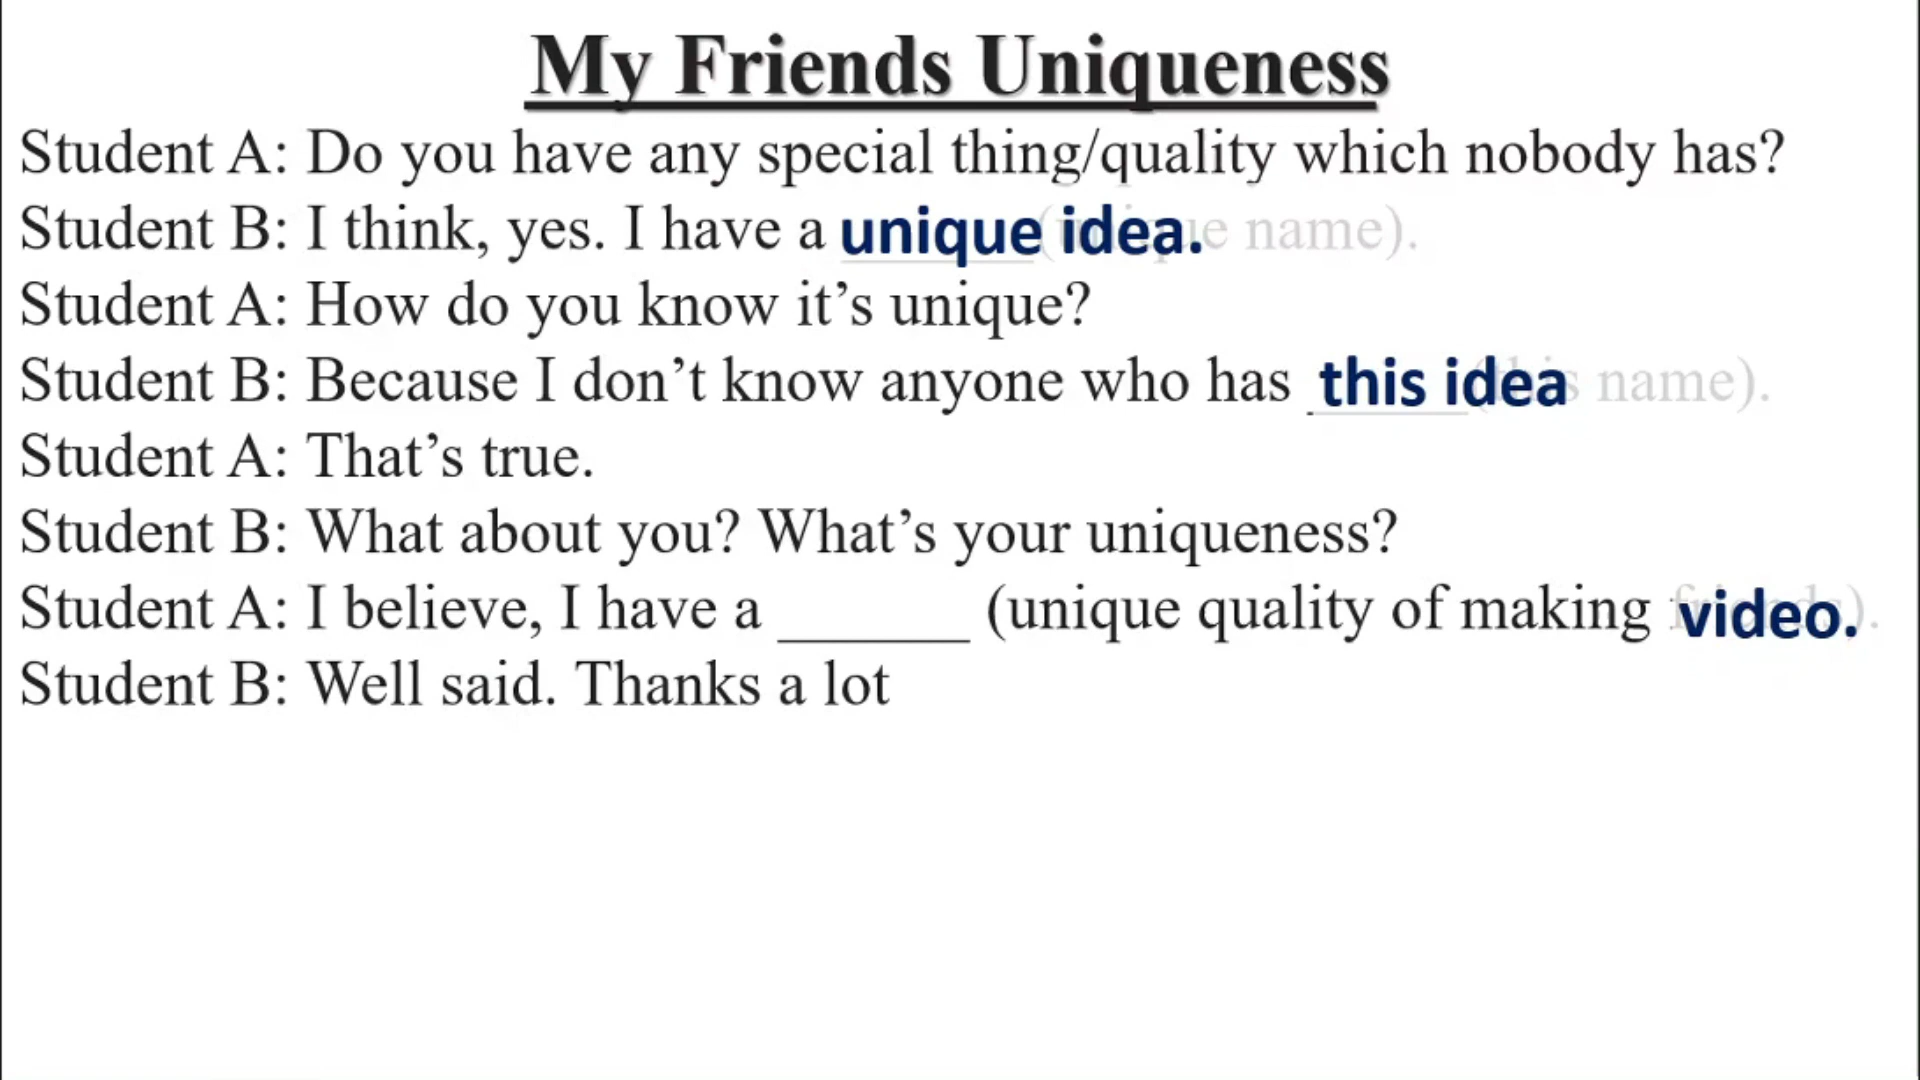 My Friends Uniqueness
Student A: Do you have any special thing/quality which nobody has?
Student B: I think, yes. I have a unique idea. name).
Student A: How do you know it’s unique?
Student B: Because I don’t know anyone who has this idea name).
Student A: That’s true.
Student B: What about you? What’s your uniqueness?
Student A: I believe, I have a ______ (unique quality of making video.
Student B: Well said. Thanks a lot